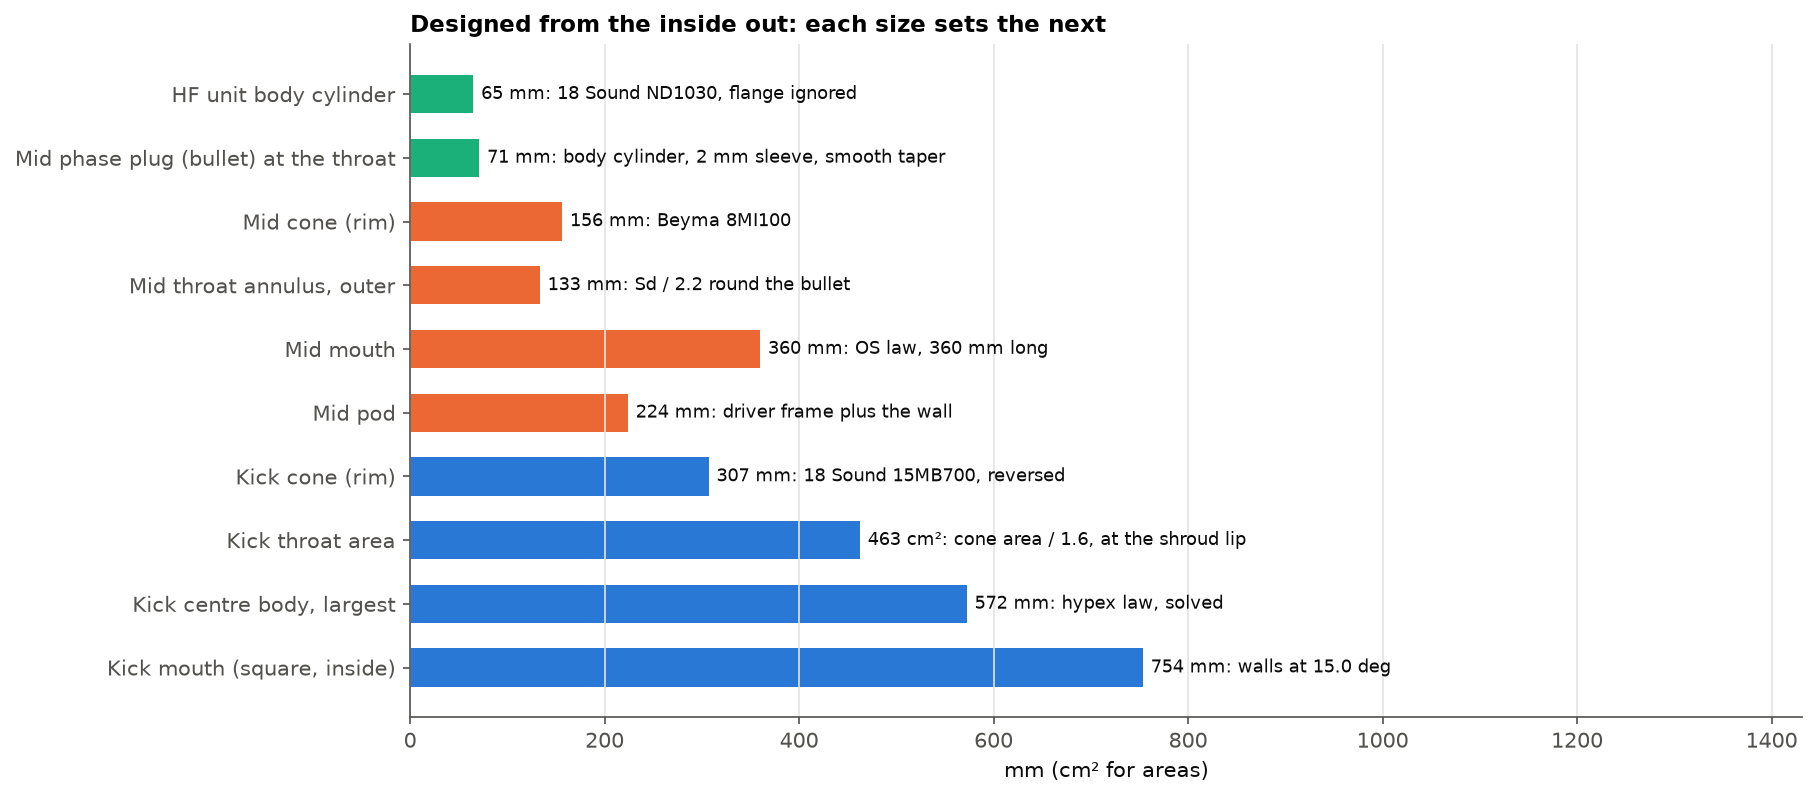 Designed from the inside out: each size sets the next
HF unit body cylinder 65 mm: 18 Sound ND1030, flange ignored
Mid phase plug (bullet) at the throat 71 mm: body cylinder, 2 mm sleeve, smooth taper
Mid cone (rim) 156 mm: Beyma 8MI100
Mid throat annulus, outer 133 mm: Sd / 2.2 round the bullet
Mid mouth 360 mm: OS law, 360 mm long
Mid pod 224 mm: driver frame plus the wall
Kick cone (rim) 307 mm: 18 Sound 15MB700, reversed
Kick throat area 463 cm²: cone area / 1.6, at the shroud lip
Kick centre body, largest 572 mm: hypex law, solved
Kick mouth (square, inside) 754 mm: walls at 15.0 deg
0 200 400 600 800 1000 1200 1400
mm (cm² for areas)